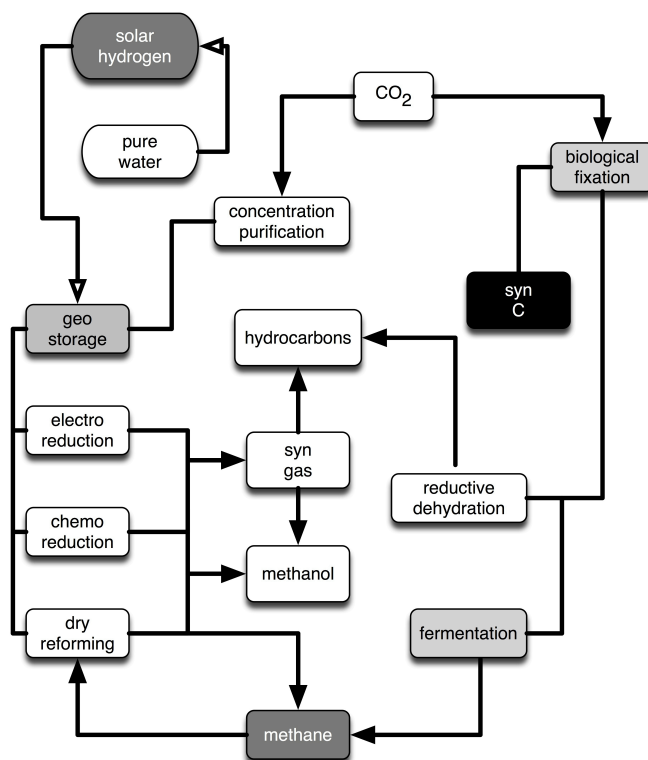 solar
hydrogen
CO2
pure
water
biological
fixation
concentration
purification
syn
C
geo
storage
hydrocarbons
electro
reduction
syn
gas
reductive
dehydration
chemo
reduction
methanol
dry
reforming
fermentation
methane